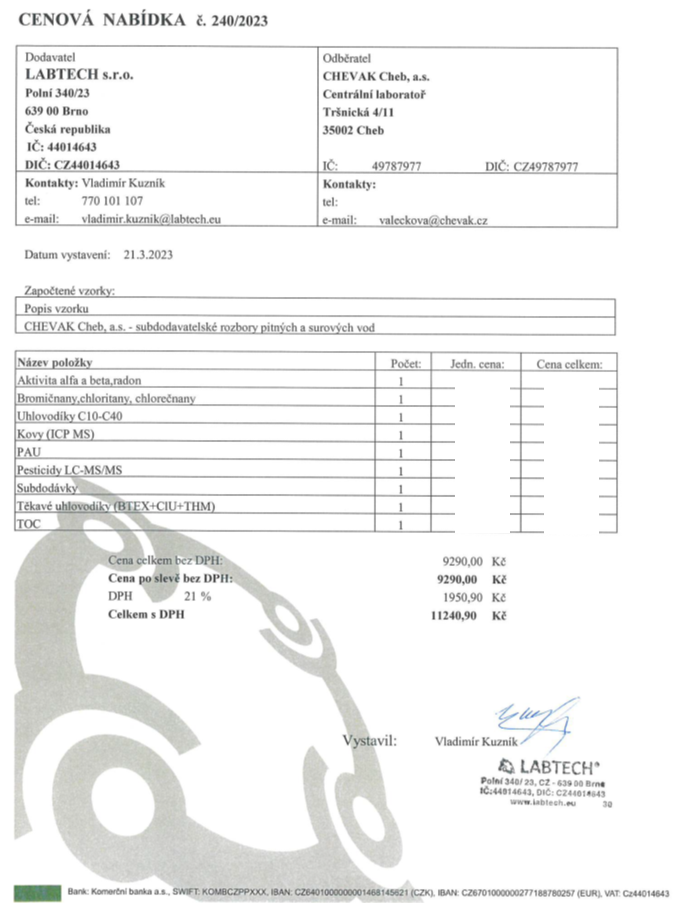 CENOVÁ NABÍDKA č. 240/2023
Dodavatel
LABTECH s.r.o.
Polní 340/23
639 00 Brno
Česká republika
IČ: 44014643
DIČ: CZ44014643
Odběratel
CHEVAK Cheb, a.s.
Centrální laboratoř
Tršnická 4/11
35002 Cheb
IČ: 49787977 DIČ: CZ49787977
Kontakty: Vladimír Kuzník
tel: 770 101 107
e-mail: vladimir.kuznik@labtech.eu
Kontakty:
tel:
e-mail: valeckova@chevak.cz
Datum vystavení: 21.3.2023
Započtené vzorky:
Popis vzorku
CHEVAK Cheb, a.s. - subdodavatelské rozbory pitných a surových vod
Název položky Počet: Jedn. cena: Cena celkem:
Aktivita alfa a beta,radon 1
Bromičnany,chloritany, chlorečnany 1
Uhlovodíky C10-C40 1
Kovy (ICP MS) 1
PAU 1
Pesticidy LC-MS/MS 1
Subdodávky 1
Těkavé uhlovodíky (BTEX+ClU+THM) 1
TOC 1
Cena celkem bez DPH: 9290,00 Kč
Cena po slevě bez DPH: 9290,00 Kč
DPH 21 % 1950,90 Kč
Celkem s DPH 11240,90 Kč
Vystavil: Vladimír Kuzník
LABTECH®
Polní 340/23, CZ - 639 00 Brno
IČ:44014643, DIČ: CZ44014643
www.labtech.eu 30
Bank: Komerční banka a.s., SWIFT: KOMBCZPPXXX, IBAN: CZ6401000000001468145621 (CZK), IBAN: CZ6701000000277188780257 (EUR), VAT: Cz44014643